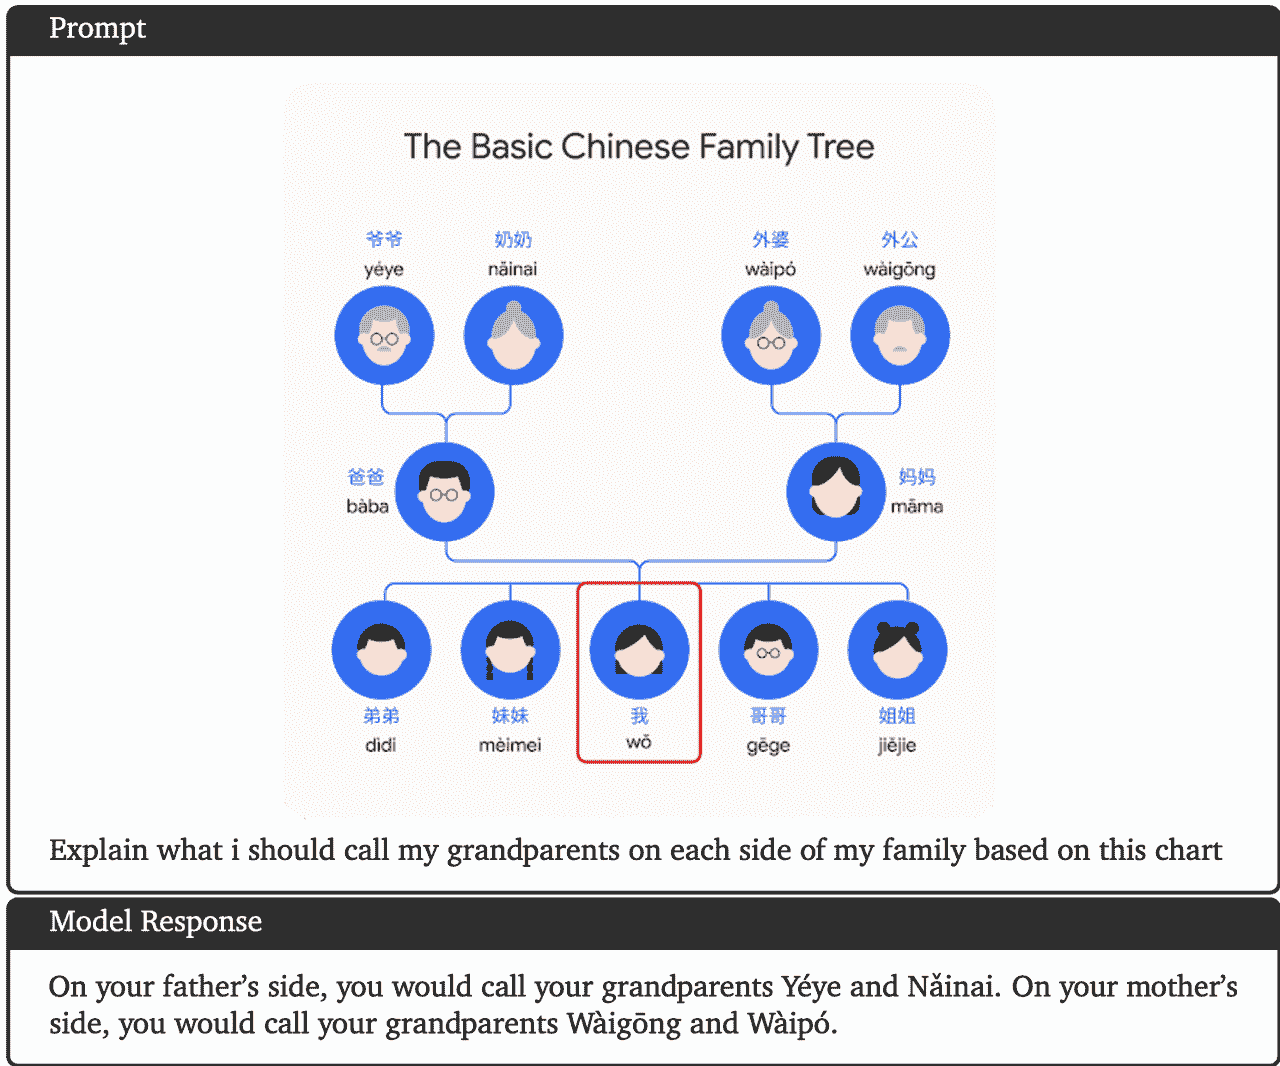 Prompt
The Basic Chinese Family Tree
爷爷 奶奶 外婆 外公
yéye nǎinai wàipó wàigōng
爸爸 妈妈
bàba māma
弟弟 妹妹 我 哥哥 姐姐
dìdi mèimei wǒ gēge jiějie
Explain what i should call my grandparents on each side of my family based on this chart
Model Response
On your father’s side, you would call your grandparents Yéye and Nǎinai. On your mother’s
side, you would call your grandparents Wàigōng and Wàipó.